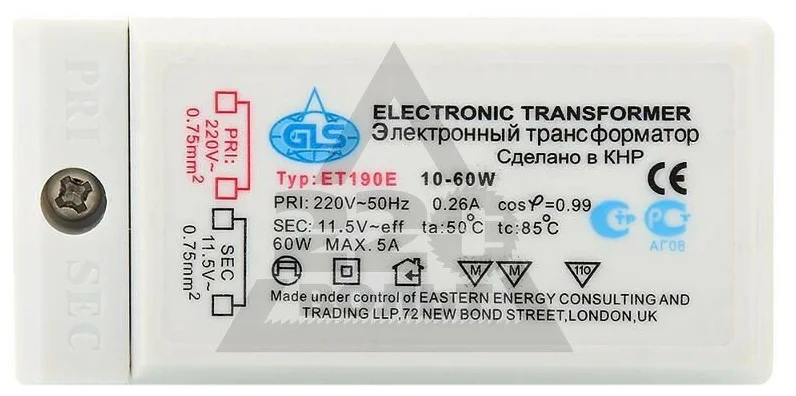 PRI
SEC
PRI:
220V~
0.75mm2
SEC
11.5V~
0.75mm2
GLS
ELECTRONIC TRANSFORMER
Электронный трансформатор
Сделано в КНР
Typ:ET190E 10-60W
PRI: 220V~50Hz 0.26A cosφ=0.99
SEC: 11.5V~eff ta:50°C tc:85°C
60W MAX. 5A
CE
АГ08
M M 110
Made under control of EASTERN ENERGY CONSULTING AND
TRADING LLP,72 NEW BOND STREET,LONDON,UK
220